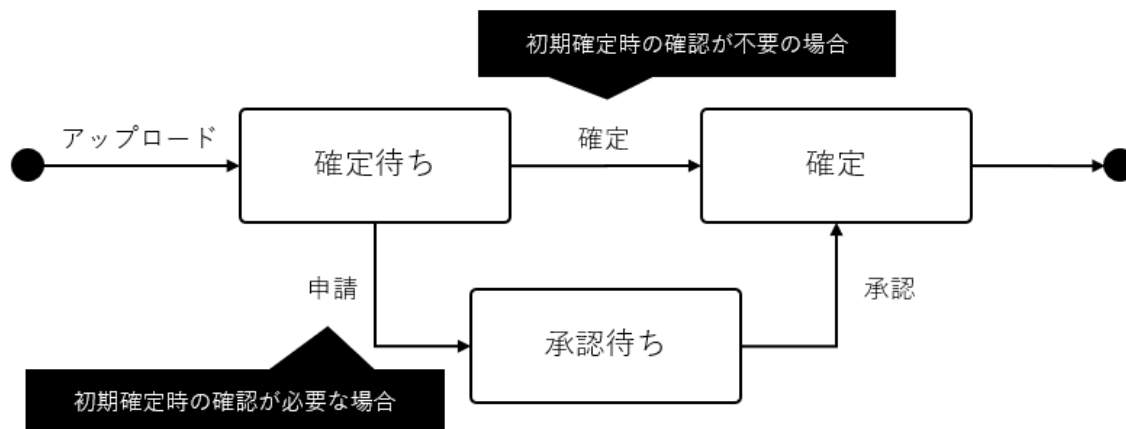 初期確定時の確認が不要の場合
アップロード
確定待ち
確定
確定
申請
承認待ち
承認
初期確定時の確認が必要な場合